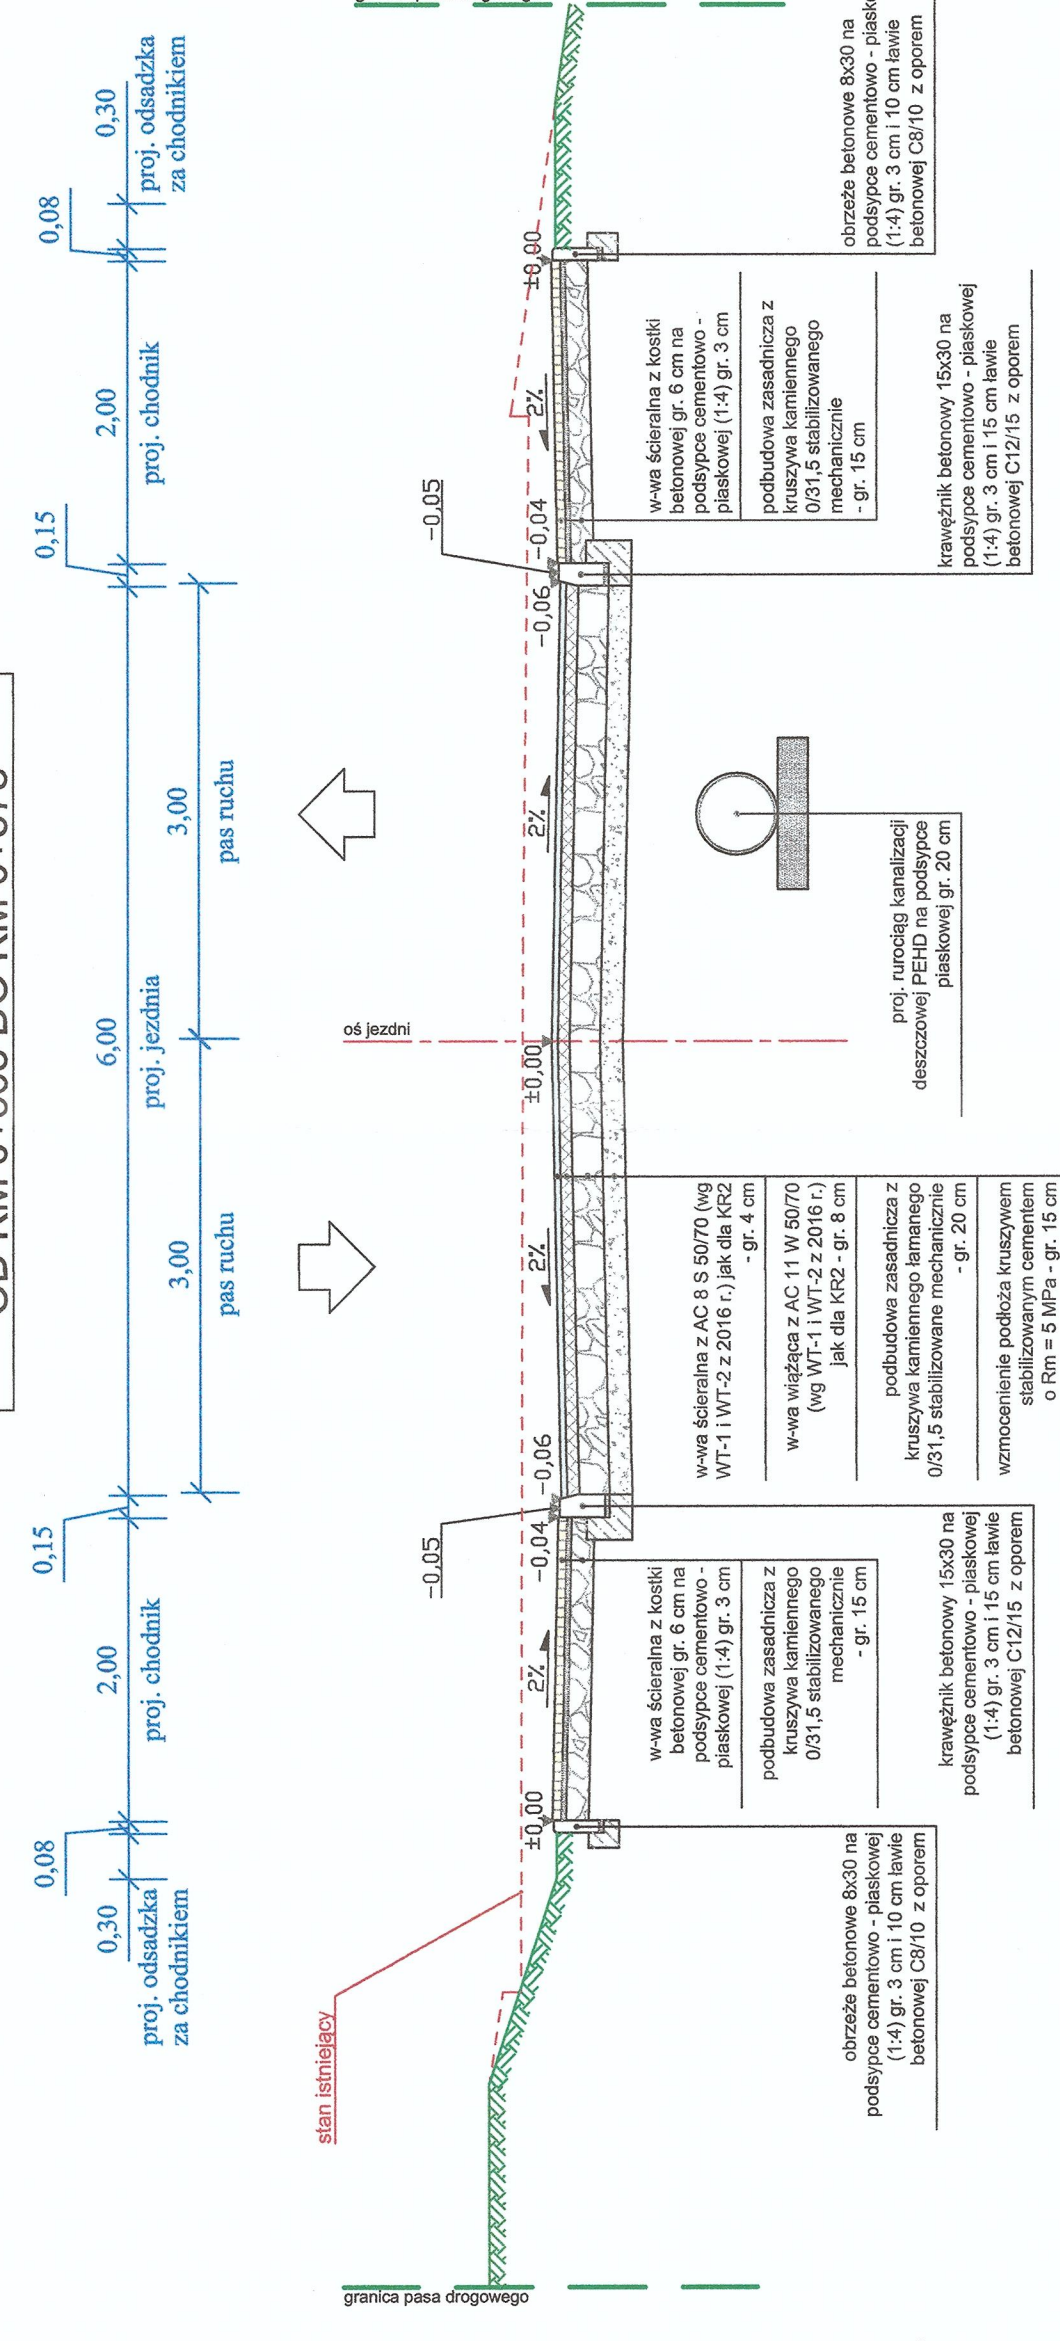 0,30
proj. odsadzka
za chodnikiem
0,08
2,00
proj. chodnik
0,15
6,00
proj. jezdnia
3,00
pas ruchu
3,00
pas ruchu
0,15
2,00
proj. chodnik
0,08
0,30
proj. odsadzka
za chodnikiem
stan istniejący
oś jezdni
granica pasa drogowego
±0,00
2%
-0,04
-0,05
-0,06
2%
±0,00
2%
-0,06
-0,05
-0,04
2%
±0,00
obrzeże betonowe 8x30 na
podsypce cementowo - piaskowej
(1:4) gr. 3 cm i 10 cm ławie
betonowej C8/10 z oporem
w-wa ścieralna z kostki
betonowej gr. 6 cm na
podsypce cementowo -
piaskowej (1:4) gr. 3 cm
podbudowa zasadnicza z
kruszywa kamiennego
0/31,5 stabilizowanego
mechanicznie
- gr. 15 cm
krawężnik betonowy 15x30 na
podsypce cementowo - piaskowej
(1:4) gr. 3 cm i 15 cm ławie
betonowej C12/15 z oporem
w-wa ścieralna z AC 8 S 50/70 (wg
WT-1 i WT-2 z 2016 r.) jak dla KR2
- gr. 4 cm
w-wa wiążąca z AC 11 W 50/70
(wg WT-1 i WT-2 z 2016 r.)
jak dla KR2 - gr. 8 cm
podbudowa zasadnicza z
kruszywa kamiennego łamanego
0/31,5 stabilizowane mechanicznie
- gr. 20 cm
wzmocenienie podłoża kruszywem
stabilizowanym cementem
o Rm = 5 MPa - gr. 15 cm
proj. rurociąg kanalizacji
deszczowej PEHD na podsypce
piaskowej gr. 20 cm
w-wa ścieralna z kostki
betonowej gr. 6 cm na
podsypce cementowo -
piaskowej (1:4) gr. 3 cm
podbudowa zasadnicza z
kruszywa kamiennego
0/31,5 stabilizowanego
mechanicznie
- gr. 15 cm
krawężnik betonowy 15x30 na
podsypce cementowo - piaskowej
(1:4) gr. 3 cm i 15 cm ławie
betonowej C12/15 z oporem
obrzeże betonowe 8x30 na
podsypce cementowo - piask
(1:4) gr. 3 cm i 10 cm ławie
betonowej C8/10 z oporem